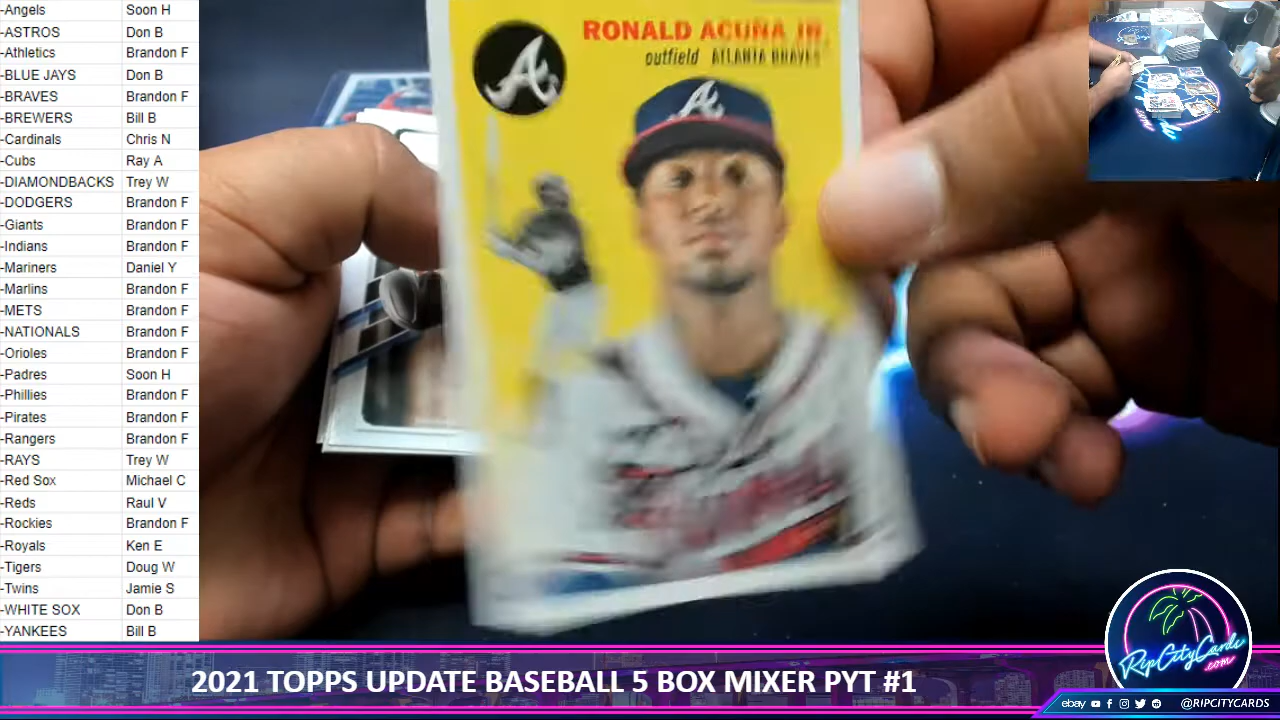 -Angels Soon H
-ASTROS Don B
-Athletics Brandon F
-BLUE JAYS Don B
-BRAVES Brandon F
-BREWERS Bill B
-Cardinals Chris N
-Cubs Ray A
-DIAMONDBACKS Trey W
-DODGERS Brandon F
-Giants Brandon F
-Indians Brandon F
-Mariners Daniel Y
-Marlins Brandon F
-METS Brandon F
-NATIONALS Brandon F
-Orioles Brandon F
-Padres Soon H
-Phillies Brandon F
-Pirates Brandon F
-Rangers Brandon F
-RAYS Trey W
-Red Sox Michael C
-Reds Raul V
-Rockies Brandon F
-Royals Ken E
-Tigers Doug W
-Twins Jamie S
-WHITE SOX Don B
-YANKEES Bill B
RONALD ACUNA JR.
outfield ATLANTA BRAVES
A
A
RipCityCards
.com
2021 TOPPS UPDATE BASEBALL 5 BOX MIXER PYT #1
ebay @RIPCITYCARDS